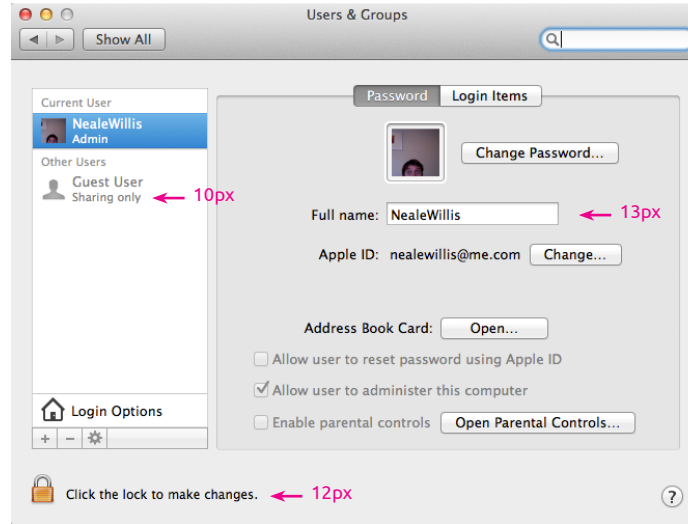 Users & Groups
Show All
Password Login Items
Current User
NealeWillis
Admin
Other Users
Guest User
Sharing only
10px
Change Password...
Full name: NealeWillis
13px
Apple ID: nealewillis@me.com Change...
Address Book Card: Open...
Allow user to reset password using Apple ID
Allow user to administer this computer
Enable parental controls Open Parental Controls...
Login Options
+ −
Click the lock to make changes.
12px
?